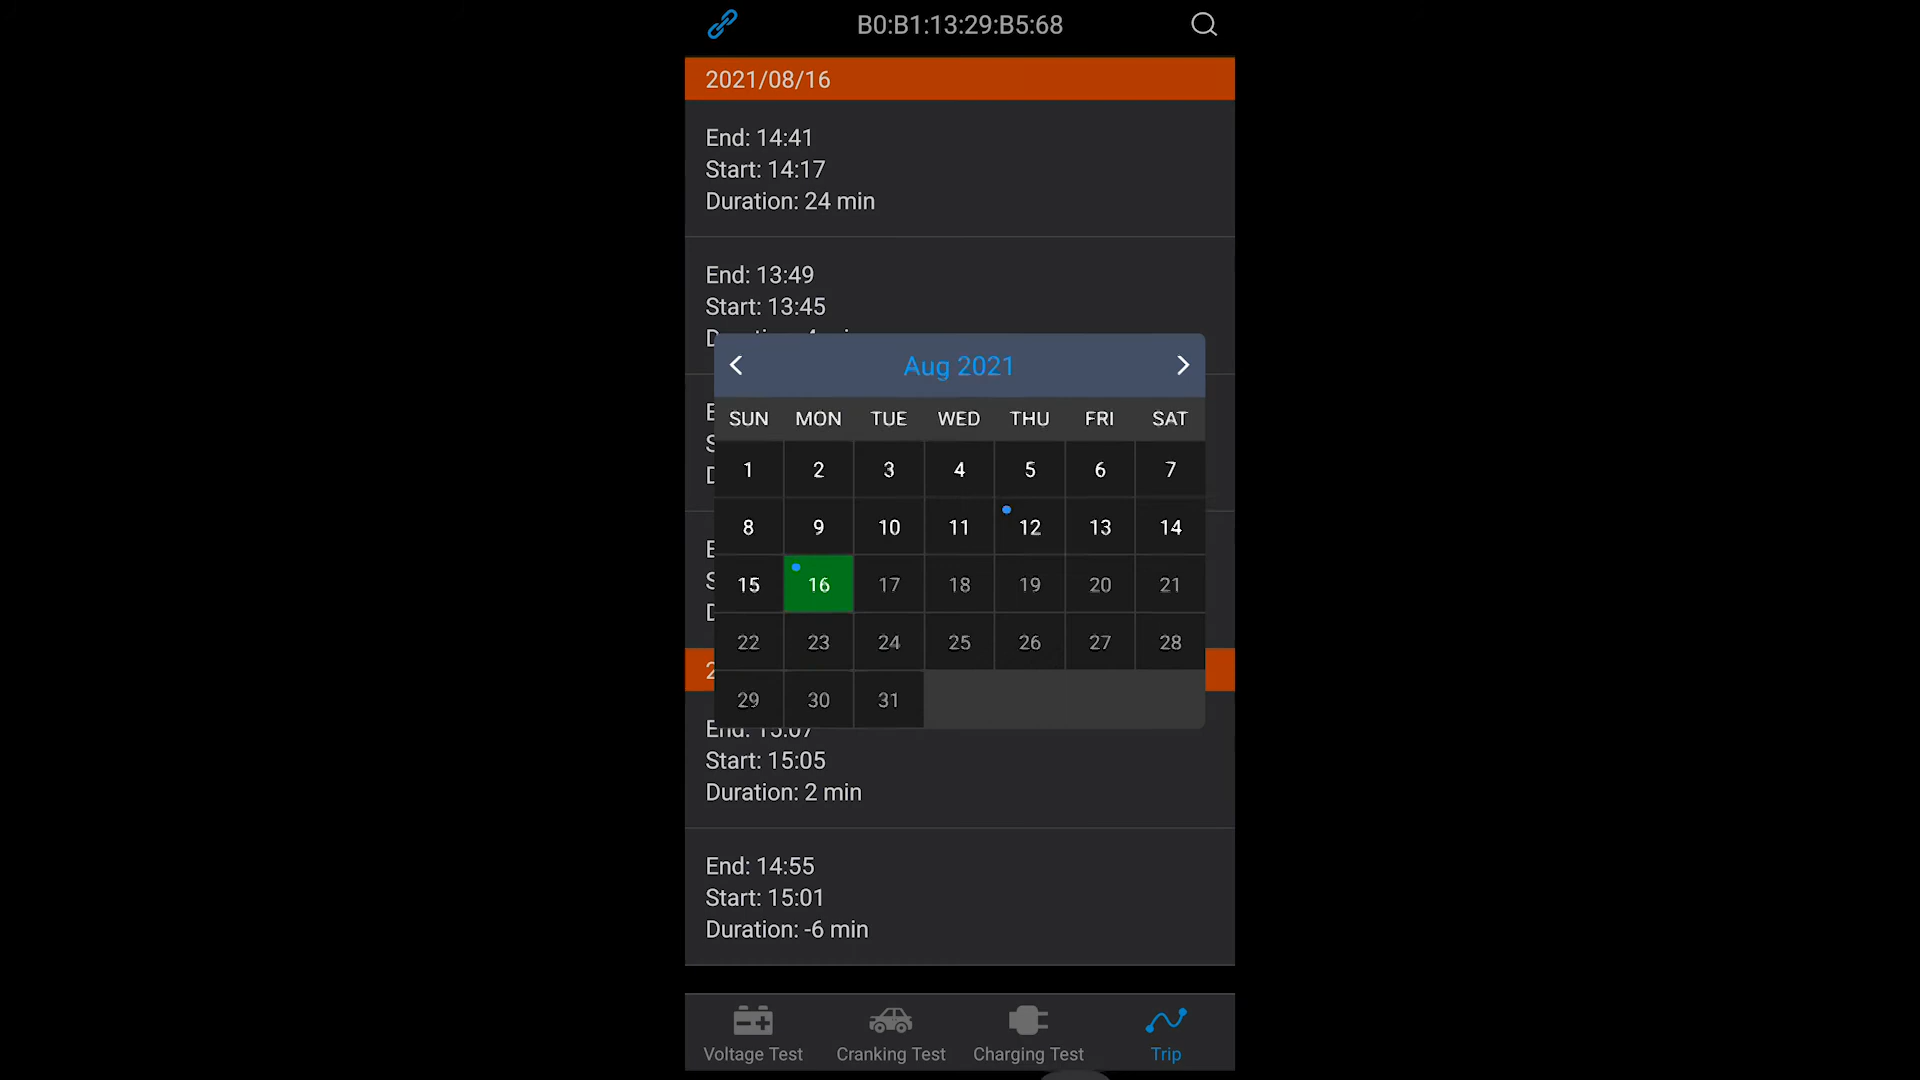 B0:B1:13:29:B5:68
2021/08/16
End: 14:41
Start: 14:17
Duration: 24 min
End: 13:49
Start: 13:45
Aug 2021
SUN MON TUE WED THU FRI SAT
1 2 3 4 5 6 7
8 9 10 11 12 13 14
15 16 17 18 19 20 21
22 23 24 25 26 27 28
29 30 31
End: 15:07
Start: 15:05
Duration: 2 min
End: 14:55
Start: 15:01
Duration: -6 min
Voltage Test Cranking Test Charging Test Trip